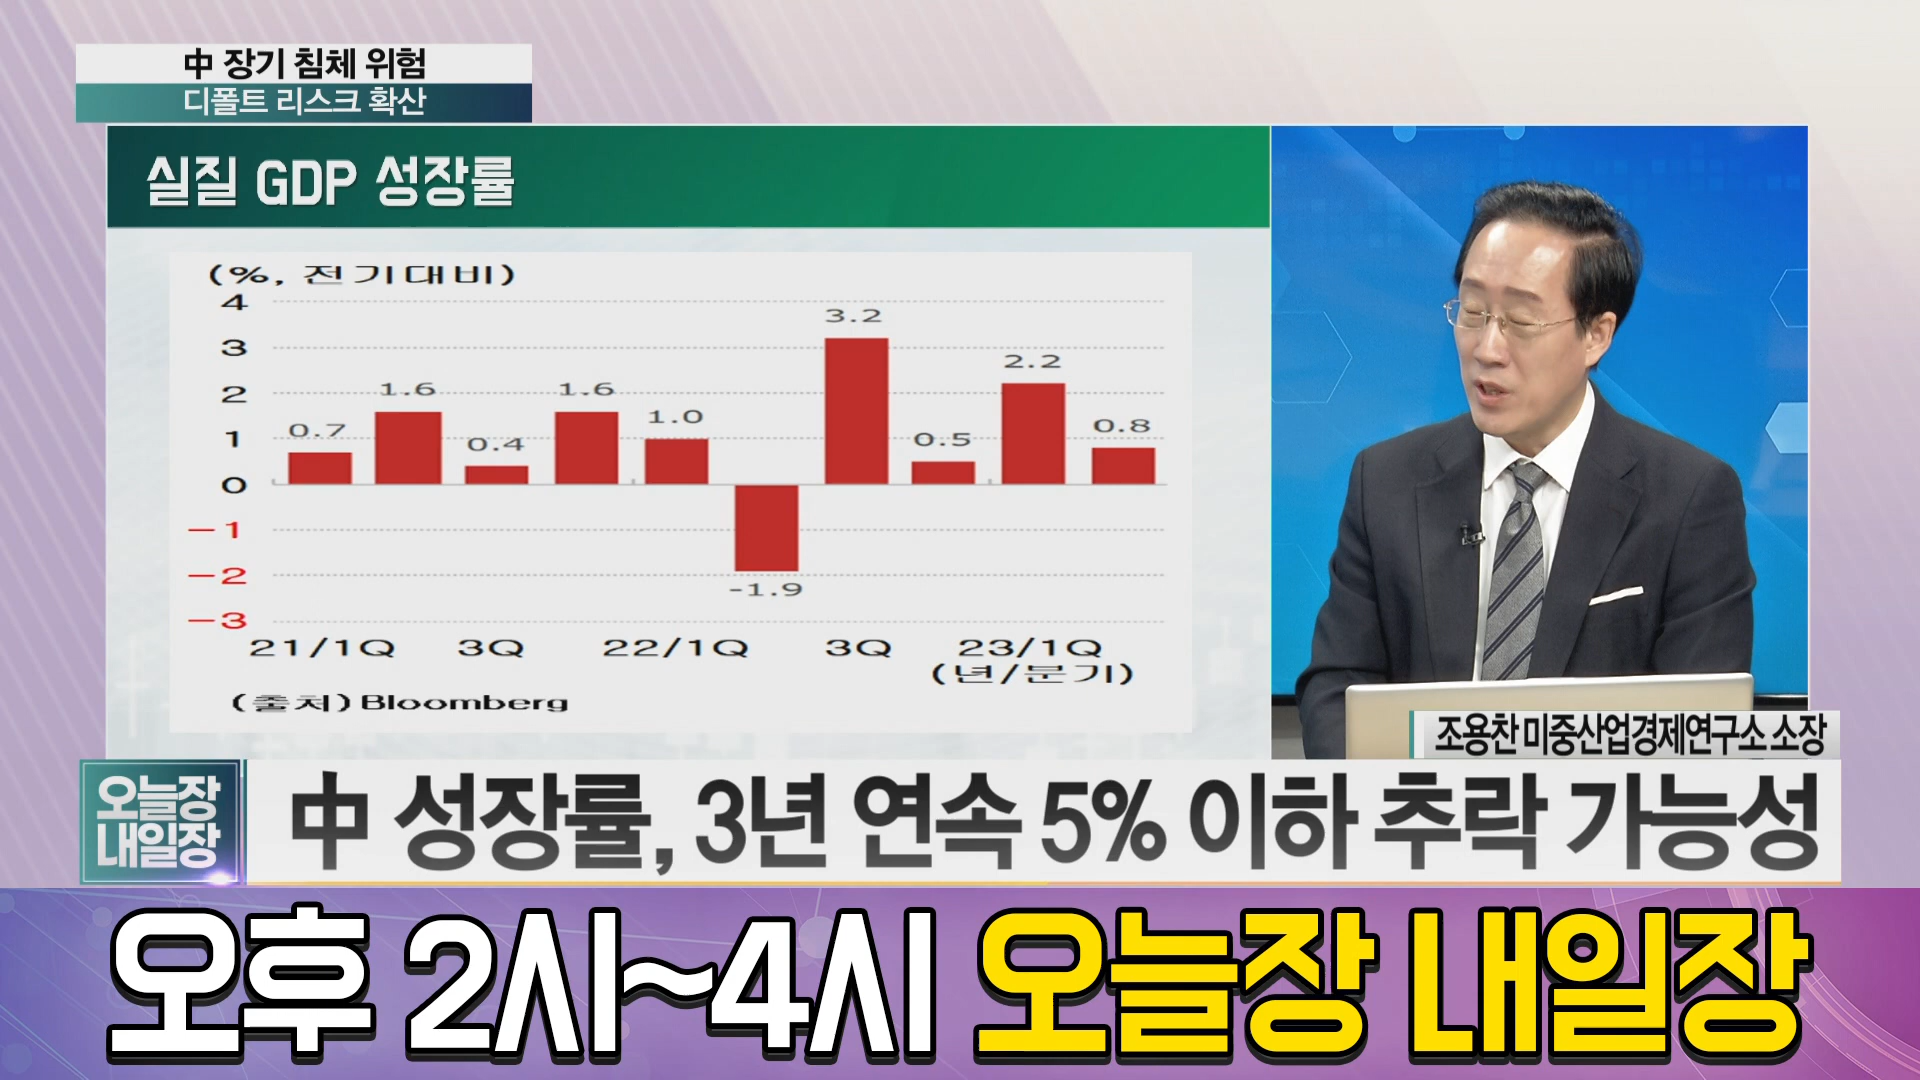 中 장기 침체 위험
디폴트 리스크 확산
실질 GDP 성장률
(%, 전기대비)
4
3
2
1
0
-1
-2
-3
0.7
1.6
0.4
1.6
1.0
-1.9
3.2
0.5
2.2
0.8
21/1Q 3Q 22/1Q 3Q 23/1Q
(년/분기)
(출처) Bloomberg
조용찬 미중산업경제연구소 소장
오늘장
내일장
中 성장률, 3년 연속 5% 이하 추락 가능성
오후 2시~4시 오늘장 내일장